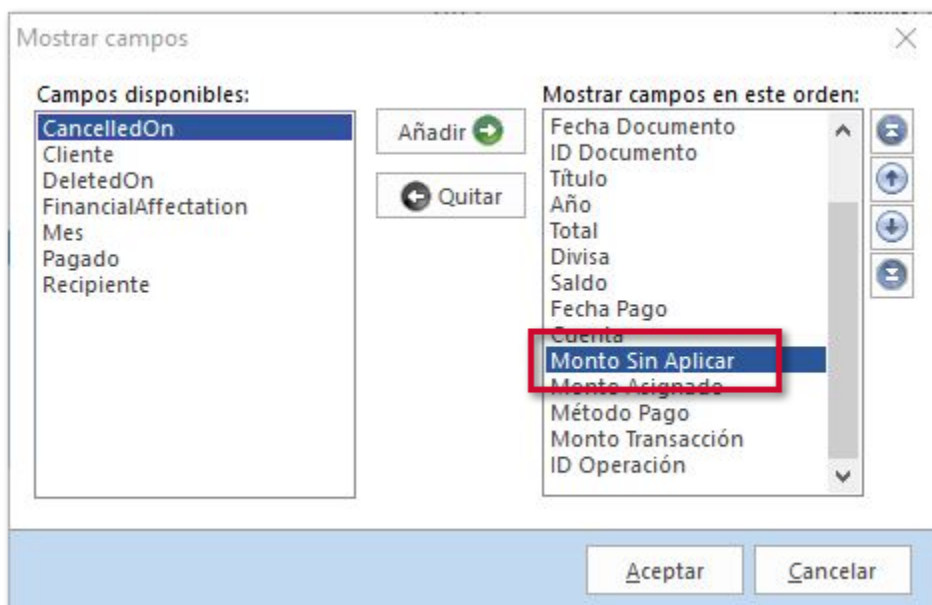 Mostrar campos
Campos disponibles:
CancelledOn
Cliente
DeletedOn
FinancialAffectation
Mes
Pagado
Recipiente
Añadir
Quitar
Mostrar campos en este orden:
Fecha Documento
ID Documento
Título
Año
Total
Divisa
Saldo
Fecha Pago
Cuenta
Monto Sin Aplicar
Monto Asignado
Método Pago
Monto Transacción
ID Operación
Aceptar
Cancelar